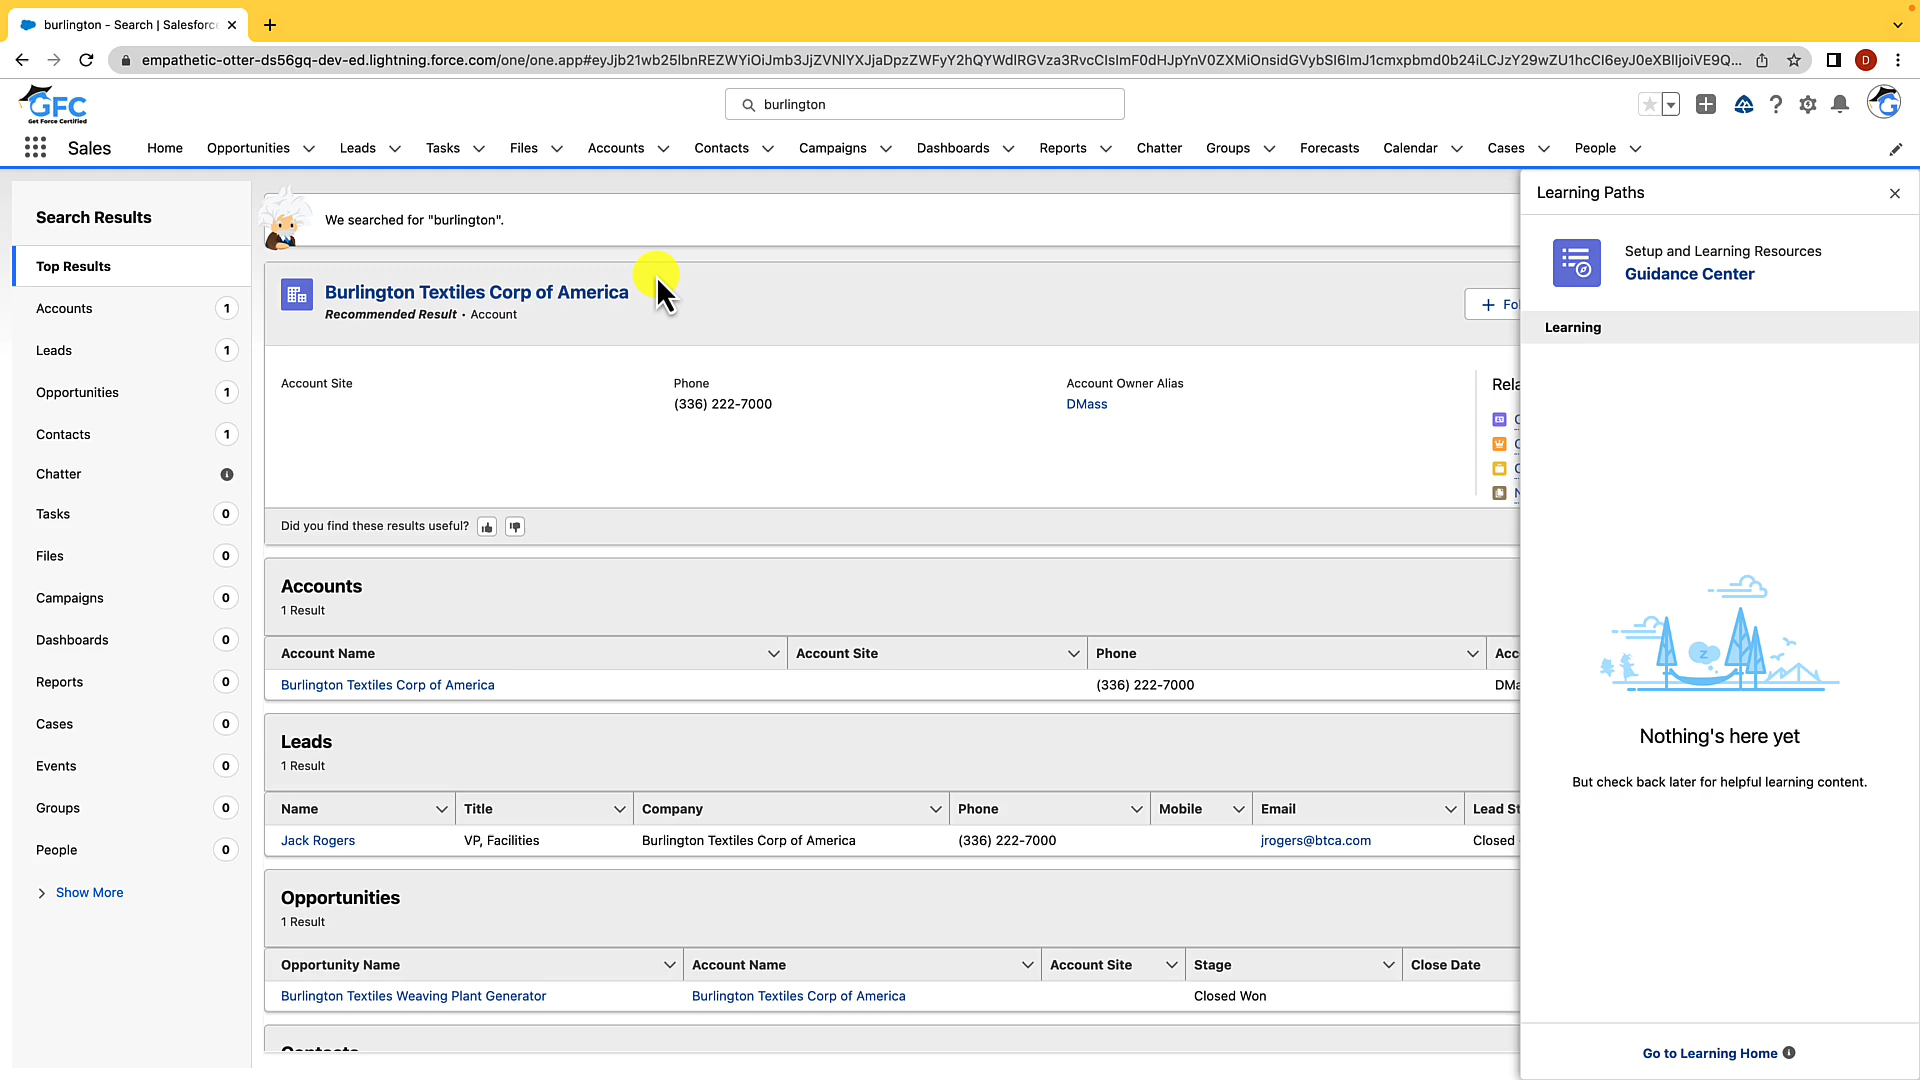 burlington - Search | Salesforc
empathetic-otter-ds56gq-dev-ed.lightning.force.com/one/one.app#eyJjb21wb25lbnREZWYiOiJmb3JjZVNlYXJjaDpzZWFyY2hQYWdlRGVza3RvcCIsImF0dHJpYnV0ZXMiOnsidGVybSI6ImJ1cmxpbmd0b24iLCJzY29wZU1hcCI6eyJ0eXBlIjoiVE9Q...
D
GFC
Get Force Certified
burlington
Sales
Home
Opportunities
Leads
Tasks
Files
Accounts
Contacts
Campaigns
Dashboards
Reports
Chatter
Groups
Forecasts
Calendar
Cases
People
Search Results
Top Results
Accounts 1
Leads 1
Opportunities 1
Contacts 1
Chatter
Tasks 0
Files 0
Campaigns 0
Dashboards 0
Reports 0
Cases 0
Events 0
Groups 0
People 0
Show More
We searched for "burlington".
Burlington Textiles Corp of America
Recommended Result • Account
Fol
Account Site
Phone
Account Owner Alias
(336) 222-7000
DMass
Rela
Did you find these results useful?
Accounts
1 Result
Account Name
Account Site
Phone
Acc
Burlington Textiles Corp of America
(336) 222-7000
DMa
Leads
1 Result
Name
Title
Company
Phone
Mobile
Email
Lead St
Jack Rogers
VP, Facilities
Burlington Textiles Corp of America
(336) 222-7000
jrogers@btca.com
Closed
Opportunities
1 Result
Opportunity Name
Account Name
Account Site
Stage
Close Date
Burlington Textiles Weaving Plant Generator
Burlington Textiles Corp of America
Closed Won
Contacts
Learning Paths
Setup and Learning Resources
Guidance Center
Learning
z
Nothing's here yet
But check back later for helpful learning content.
Go to Learning Home